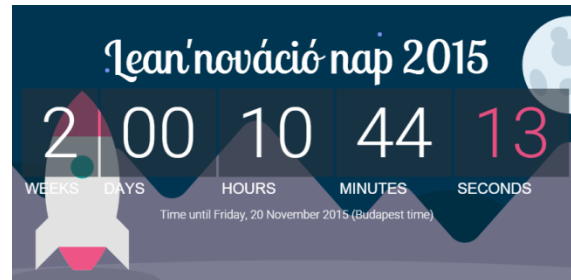 Lean'nováció nap 2015
2 00 10 44 13
WEEKS DAYS HOURS MINUTES SECONDS
Time until Friday, 20 November 2015 (Budapest time)